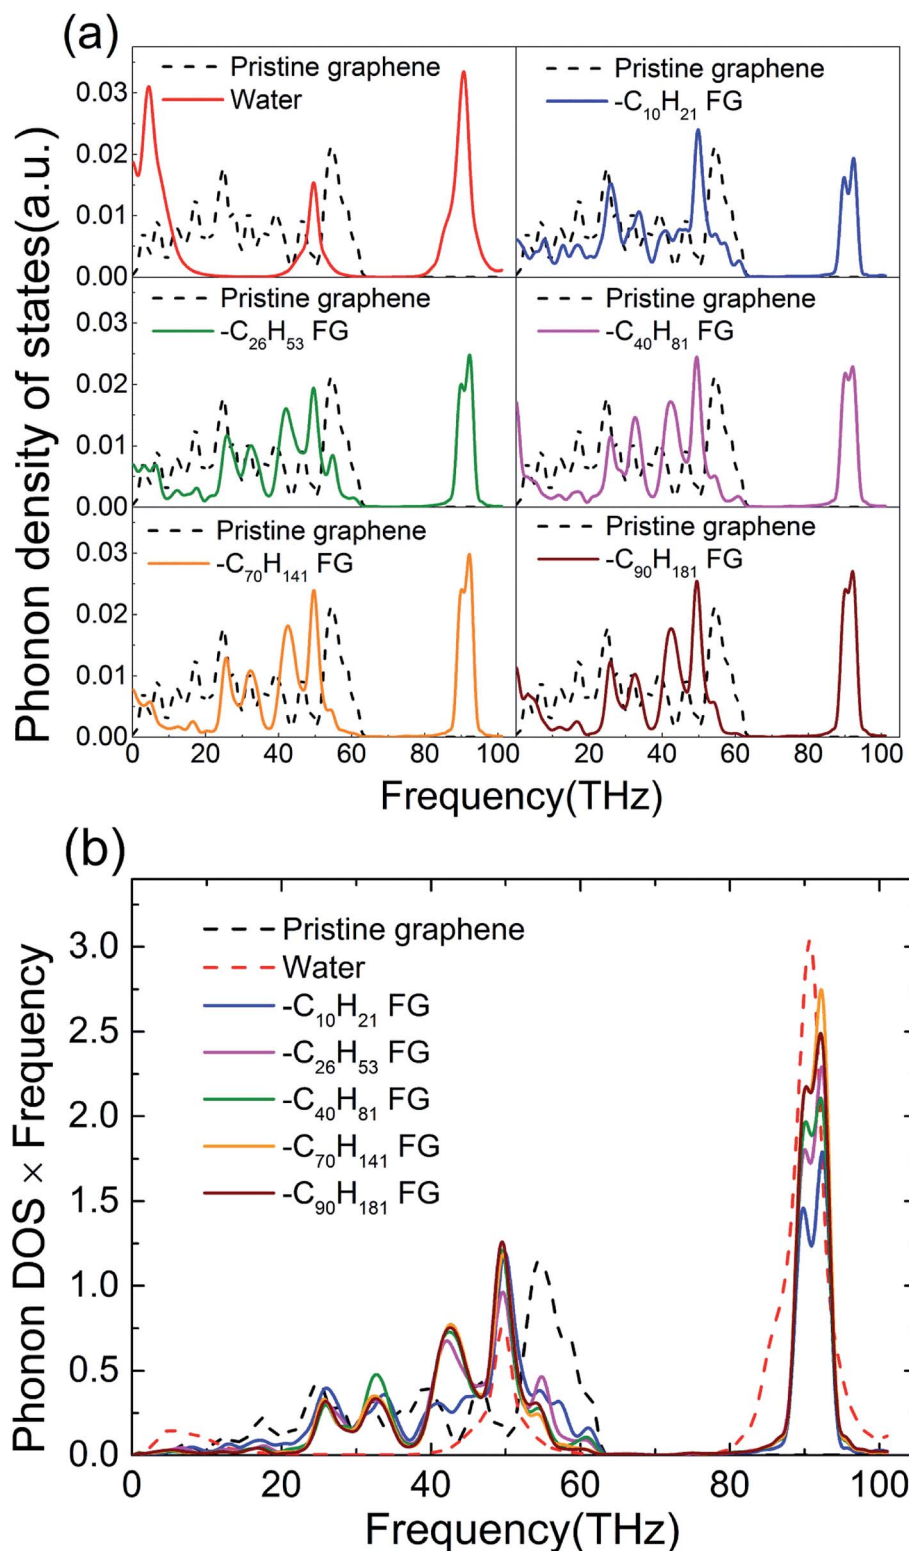 (a)
Phonon density of states(a.u.)
Pristine graphene
Water
Pristine graphene
-C₁₀H₂₁ FG
0.03
0.02
0.01
0.00
Pristine graphene
-C₂₆H₅₃ FG
Pristine graphene
-C₄₀H₈₁ FG
0.03
0.02
0.01
0.00
Pristine graphene
-C₇₀H₁₄₁ FG
Pristine graphene
-C₉₀H₁₈₁ FG
0.03
0.02
0.01
0.00
0 20 40 60 80 100 20 40 60 80 100
Frequency(THz)
(b)
Phonon DOS × Frequency
Pristine graphene
Water
-C₁₀H₂₁ FG
-C₂₆H₅₃ FG
-C₄₀H₈₁ FG
-C₇₀H₁₄₁ FG
-C₉₀H₁₈₁ FG
3.0
2.5
2.0
1.5
1.0
0.5
0.0
0 20 40 60 80 100
Frequency(THz)